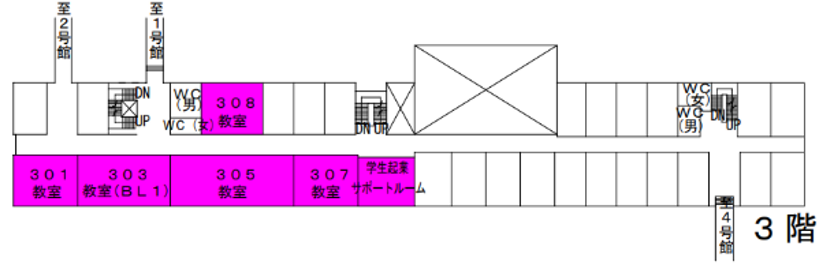 至2号館
至1号館
DN
UP
WC
(男)
WC(女)
308
教室
DN UP
WC
(女)
WC
(男)
DN
UP
301
教室
303
教室(BL1)
305
教室
307
教室
学生起業
サポートルーム
至4号館
3階